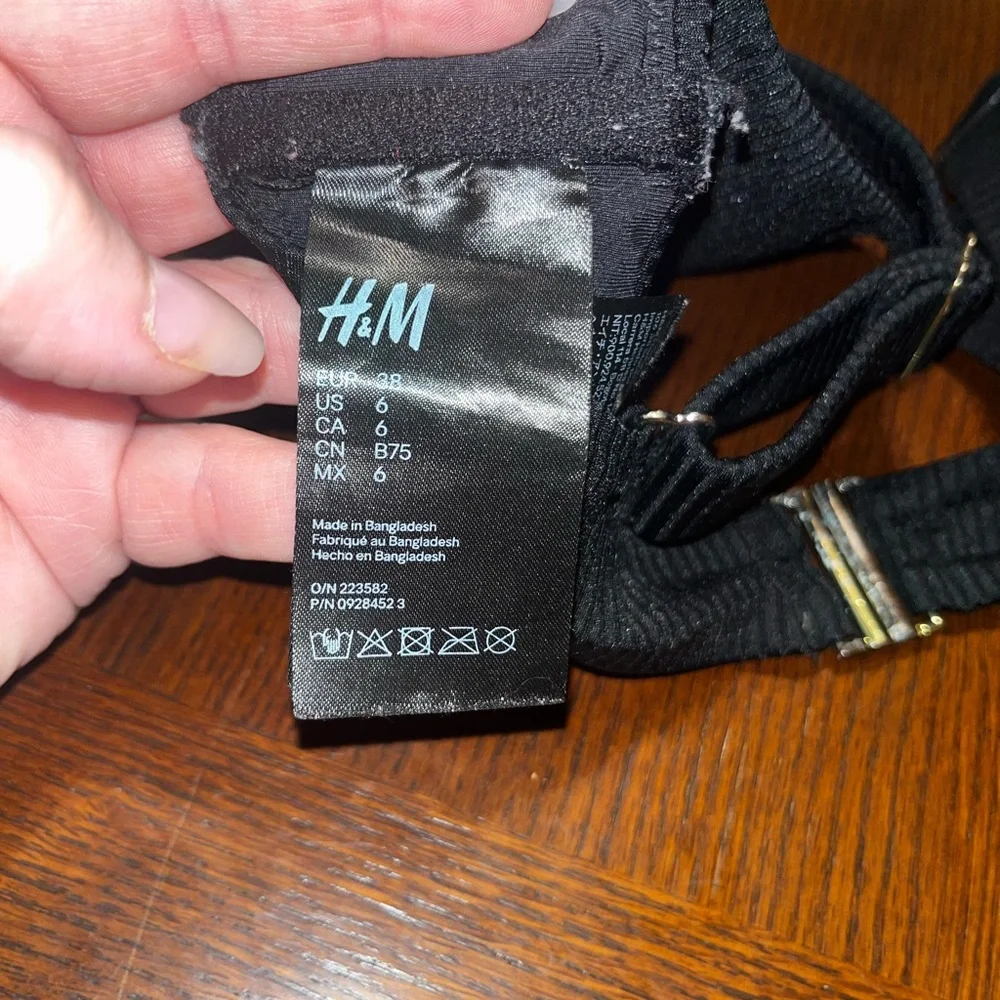 H&M
EUR 38
US 6
CA 6
CN B75
MX 6
Made in Bangladesh
Fabriqué au Bangladesh
Hecho en Bangladesh
O/N 223582
P/N 0928452 3